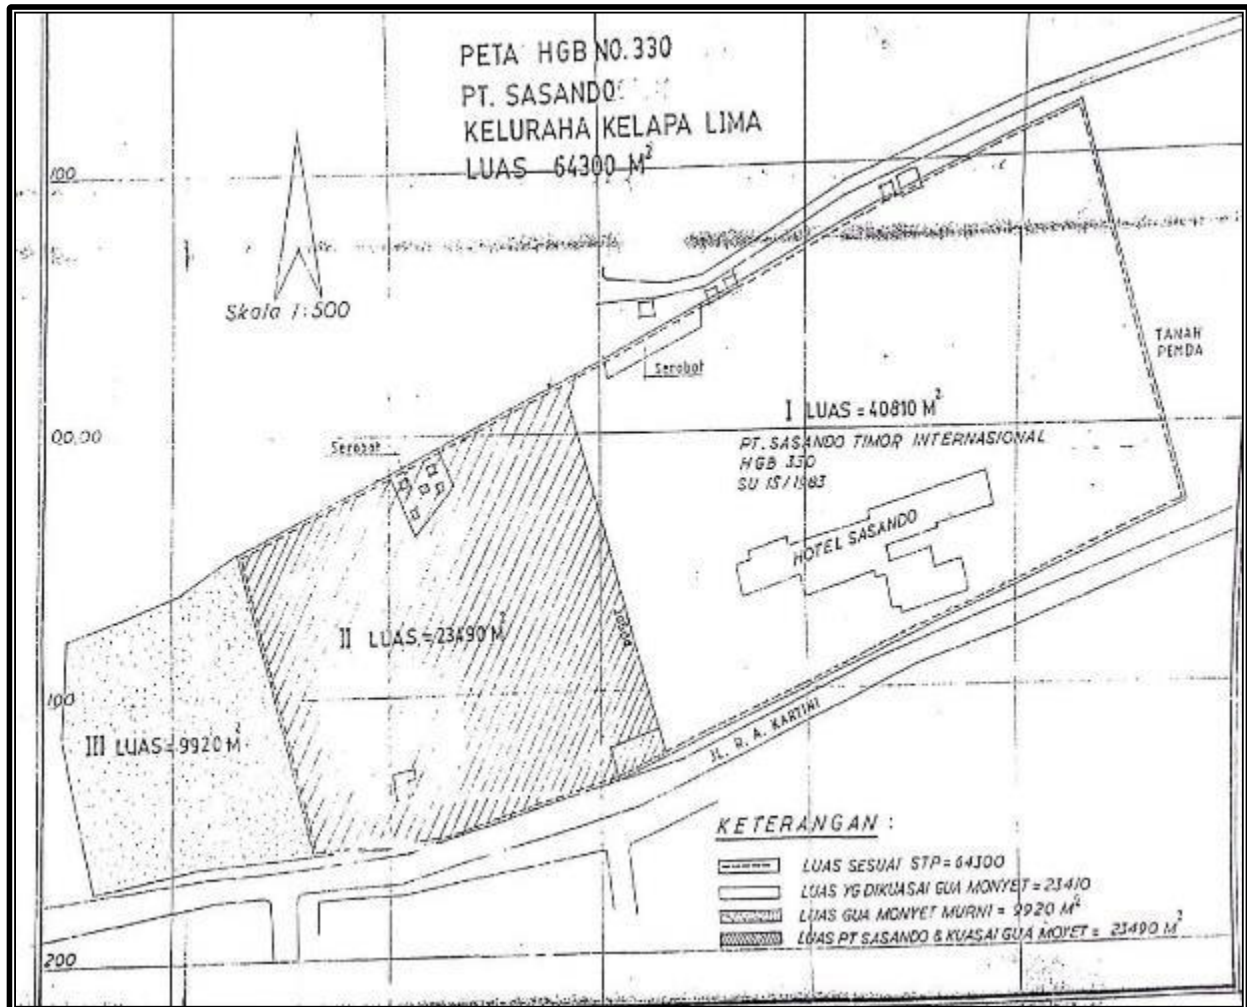 PETA HGB NO. 330
PT. SASANDO
KELURAHA KELAPA LIMA
LUAS 64300 M²
100
Skala 1:500
Serobot
TANAH
PEMDA
I LUAS = 40810 M²
00,00
Serobot
PT. SASANDO TIMOR INTERNASIONAL
HGB 330
SU 15/1983
HOTEL SASANDO
II LUAS = 23490 M²
100
III LUAS = 9920 M²
JL. R. A. KARTINI
KETERANGAN :
LUAS SESUAI STP = 64300
LUAS YG DIKUASAI GUA MONYET = 23410
LUAS GUA MONYET MURNI = 9920 M²
LUAS PT SASANDO & KUASAI GUA MOYET = 23490 M²
200